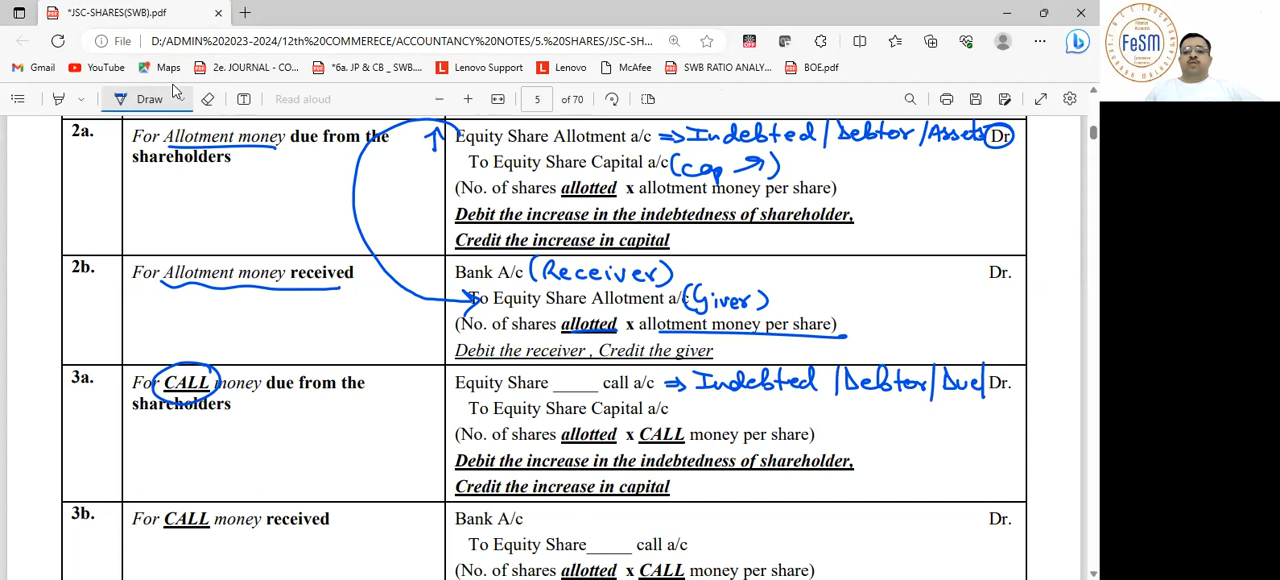 *JSC-SHARES(SWB).pdf
File D:/ADMIN%202023-2024/12th%20COMMERECE/ACCOUNTANCY%20NOTES/5.%20SHARES/JSC-SH...
Gmail YouTube Maps 2e. JOURNAL - CO... *6a. JP & CB _ SWB.... Lenovo Support Lenovo McAfee SWB RATIO ANALY... BOE.pdf
Draw Read aloud 5 of 70
FeSM
2a. For Allotment money due from the shareholders
Equity Share Allotment a/c ⇒ Indebted/Debtor/Assets Dr
To Equity Share Capital a/c (Cap ↗)
(No. of shares allotted x allotment money per share)
Debit the increase in the indebtedness of shareholder,
Credit the increase in capital
2b. For Allotment money received
Bank A/c (Receiver) Dr.
To Equity Share Allotment a/c (Giver)
(No. of shares allotted x allotment money per share)
Debit the receiver , Credit the giver
3a. For CALL money due from the shareholders
Equity Share _____ call a/c ⇒ Indebted /Debtor/Due/ Dr.
To Equity Share Capital a/c
(No. of shares allotted x CALL money per share)
Debit the increase in the indebtedness of shareholder,
Credit the increase in capital
3b. For CALL money received
Bank A/c Dr.
To Equity Share_____ call a/c
(No. of shares allotted x CALL money per share)